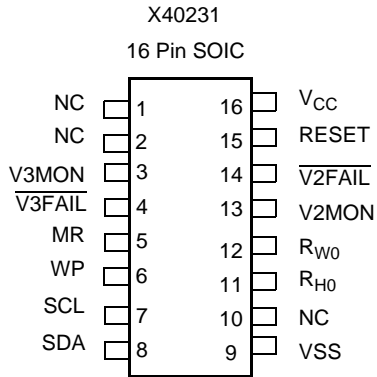 X40231
16 Pin SOIC
NC 1 16 VCC
NC 2 15 RESET
V3MON 3 14 V2FAIL
V3FAIL 4 13 V2MON
MR 5 12 RW0
WP 6 11 RH0
SCL 7 10 NC
SDA 8 9 VSS